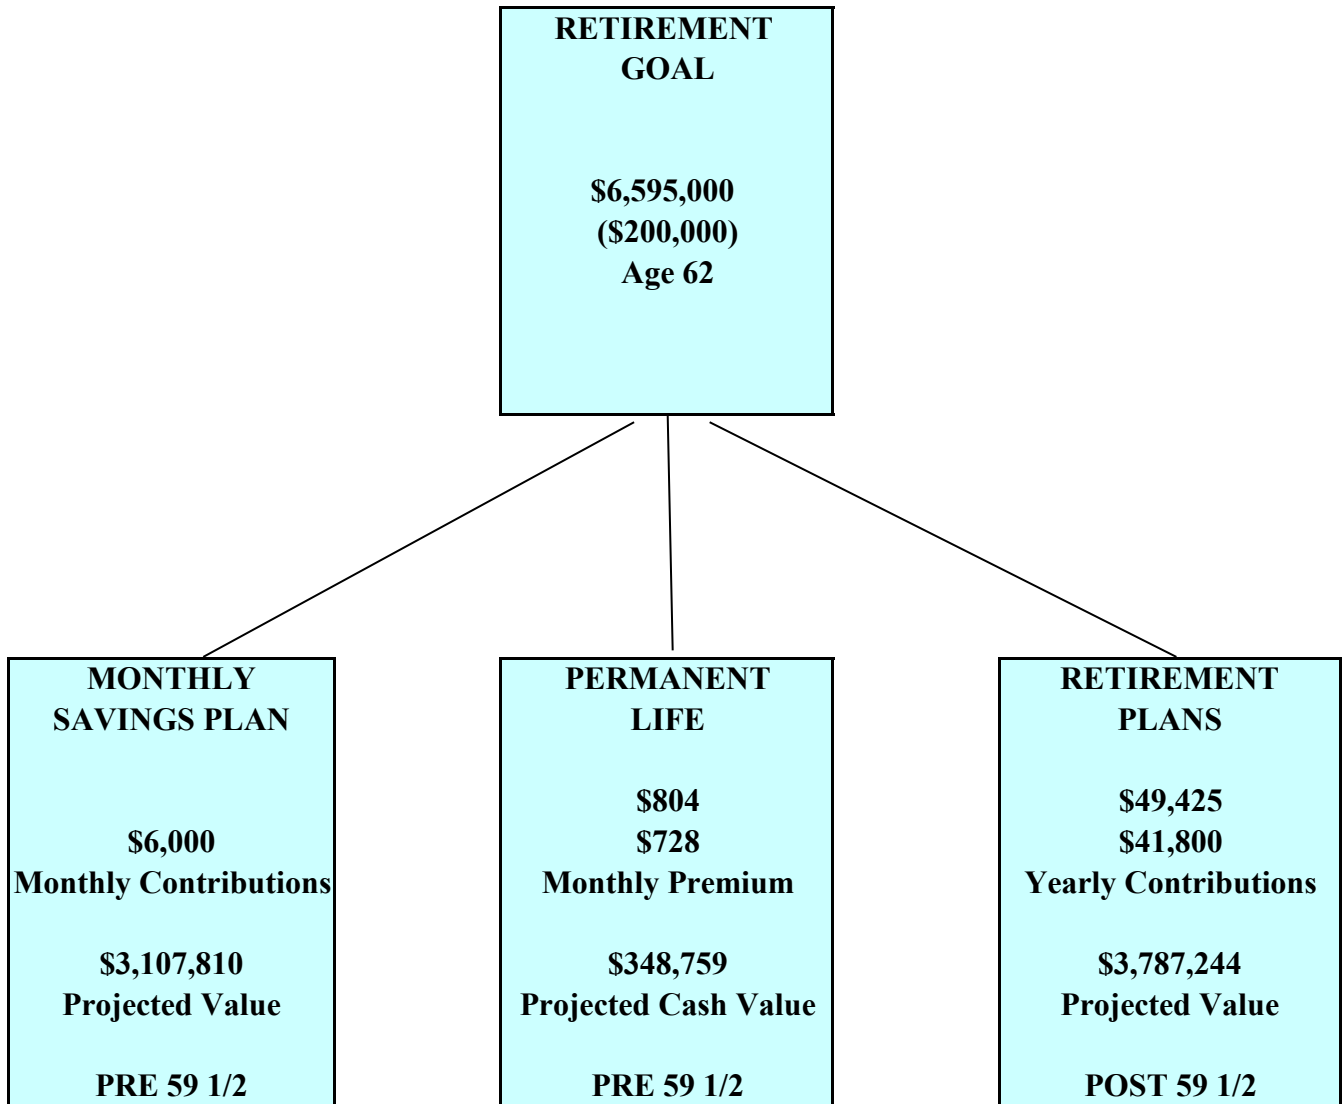 RETIREMENT
GOAL
$6,595,000
($200,000)
Age 62
MONTHLY
SAVINGS PLAN
$6,000
Monthly Contributions
$3,107,810
Projected Value
PRE 59 1/2
PERMANENT
LIFE
$804
$728
Monthly Premium
$348,759
Projected Cash Value
PRE 59 1/2
RETIREMENT
PLANS
$49,425
$41,800
Yearly Contributions
$3,787,244
Projected Value
POST 59 1/2